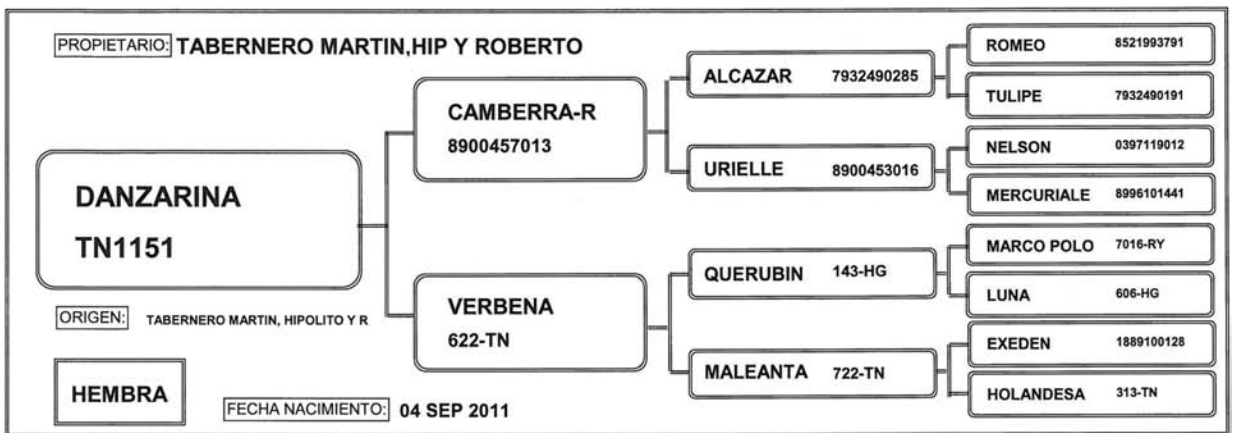 PROPIETARIO: TABERNERO MARTIN,HIP Y ROBERTO
DANZARINA
TN1151
ORIGEN: TABERNERO MARTIN, HIPOLITO Y R
HEMBRA
FECHA NACIMIENTO: 04 SEP 2011
CAMBERRA-R
8900457013
VERBENA
622-TN
ALCAZAR 7932490285
URIELLE 8900453016
QUERUBIN 143-HG
MALEANTA 722-TN
ROMEO 8521993791
TULIPE 7932490191
NELSON 0397119012
MERCURIALE 8996101441
MARCO POLO 7016-RY
LUNA 606-HG
EXEDEN 1889100128
HOLANDESA 313-TN